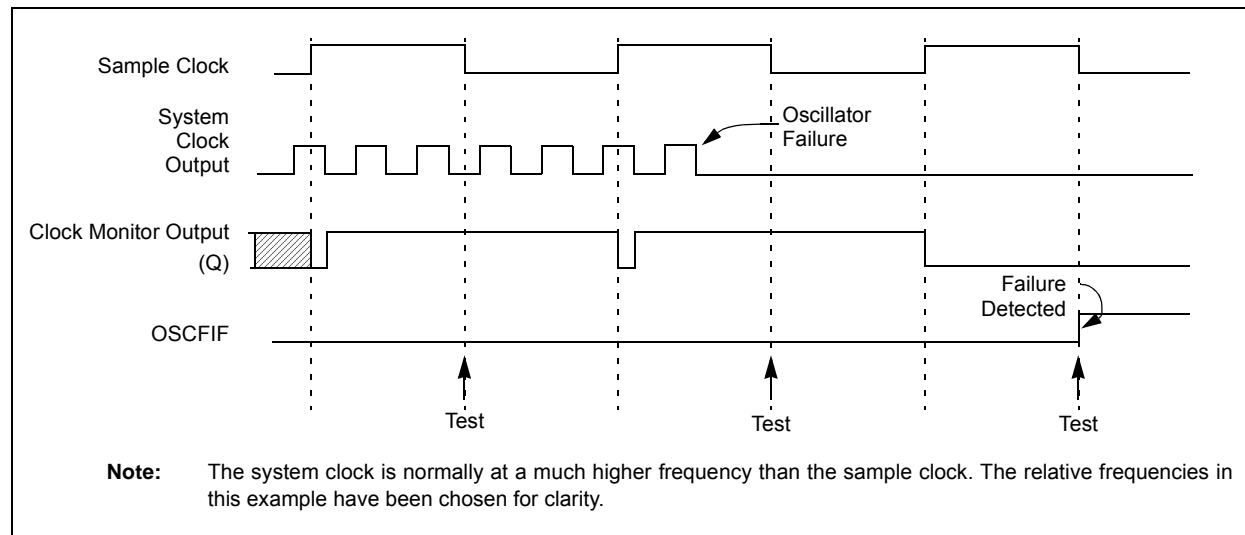 Sample Clock
System
Clock
Output
Oscillator
Failure
Clock Monitor Output
(Q)
Failure
Detected
OSCFIF
Test
Test
Test
Note: The system clock is normally at a much higher frequency than the sample clock. The relative frequencies in
this example have been chosen for clarity.